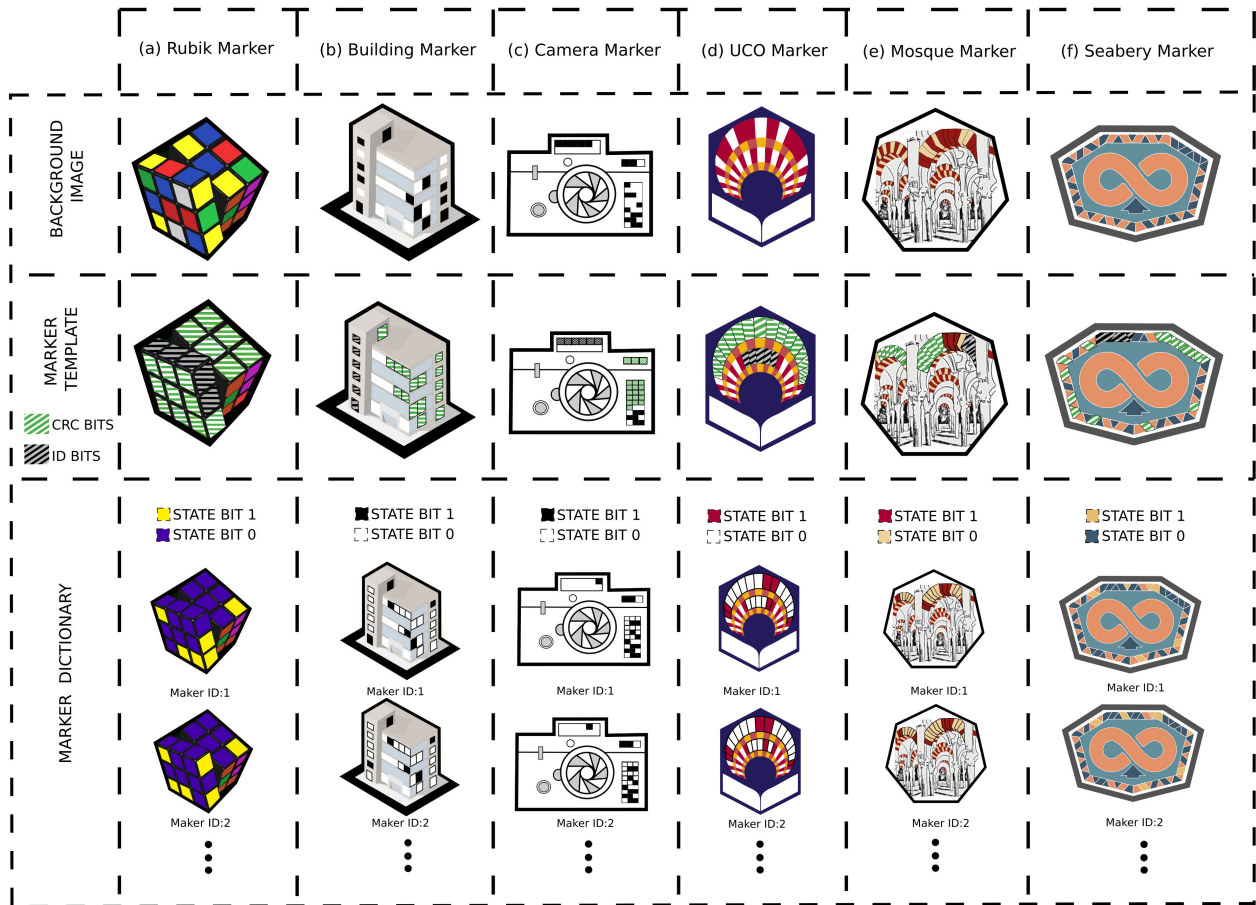 (a) Rubik Marker
(b) Building Marker
(c) Camera Marker
(d) UCO Marker
(e) Mosque Marker
(f) Seabery Marker
BACKGROUND
IMAGE
MARKER
TEMPLATE
CRC BITS
ID BITS
MARKER DICTIONARY
STATE BIT 1
STATE BIT 0
STATE BIT 1
STATE BIT 0
STATE BIT 1
STATE BIT 0
STATE BIT 1
STATE BIT 0
STATE BIT 1
STATE BIT 0
STATE BIT 1
STATE BIT 0
Maker ID:1
Maker ID:1
Maker ID:1
Maker ID:1
Maker ID:1
Maker ID:1
Maker ID:2
Maker ID:2
Maker ID:2
Maker ID:2
Maker ID:2
Maker ID:2